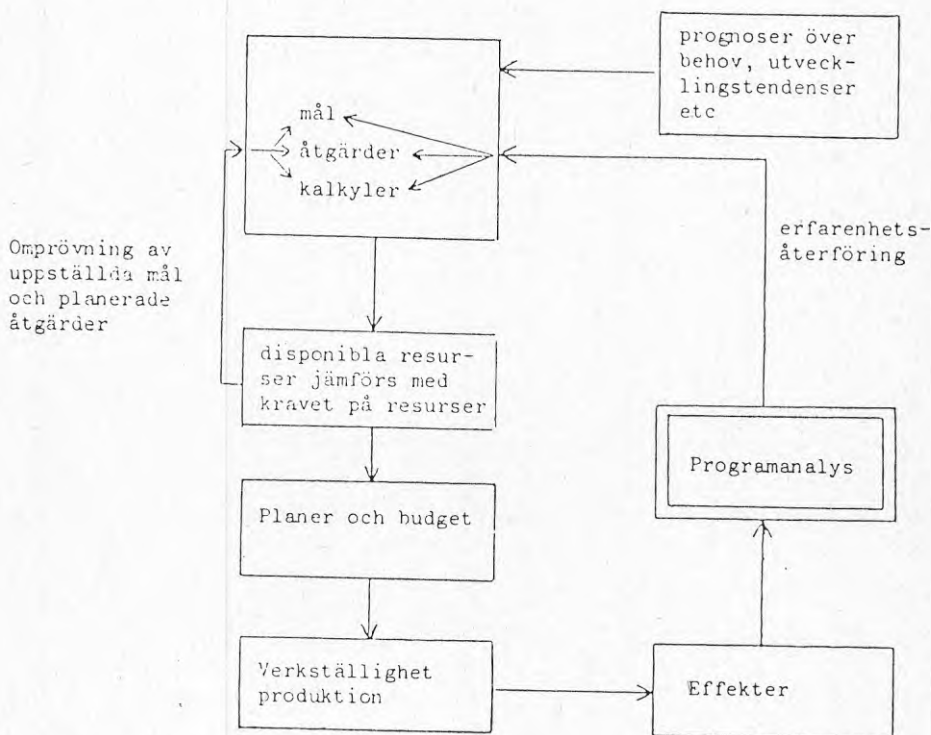 prognoser över
behov, utveck-
lingstendenser
etc
mål
åtgärder
kalkyler
erfarenhets-
återföring
Omprövning av
uppställda mål
och planerade
åtgärder
disponibla resur-
ser jämförs med
kravet på resurser
Programanalys
Planer och budget
Verkställighet
produktion
Effekter